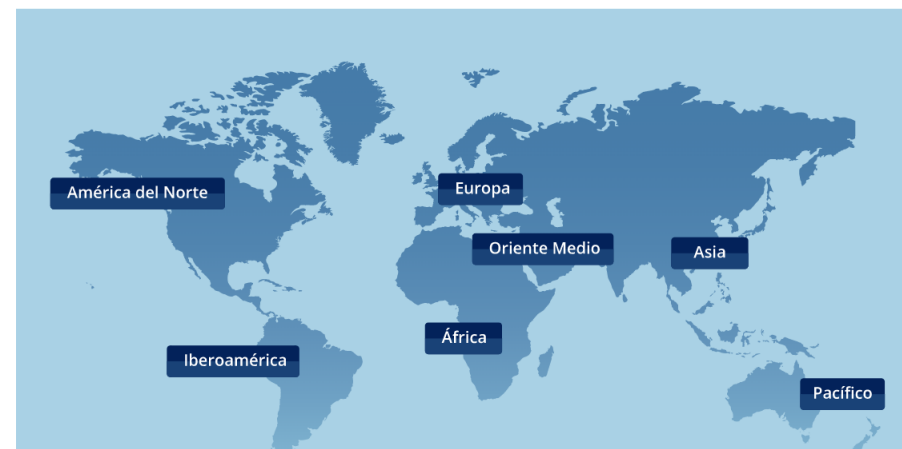 América del Norte
Europa
Oriente Medio
Asia
África
Iberoamérica
Pacífico